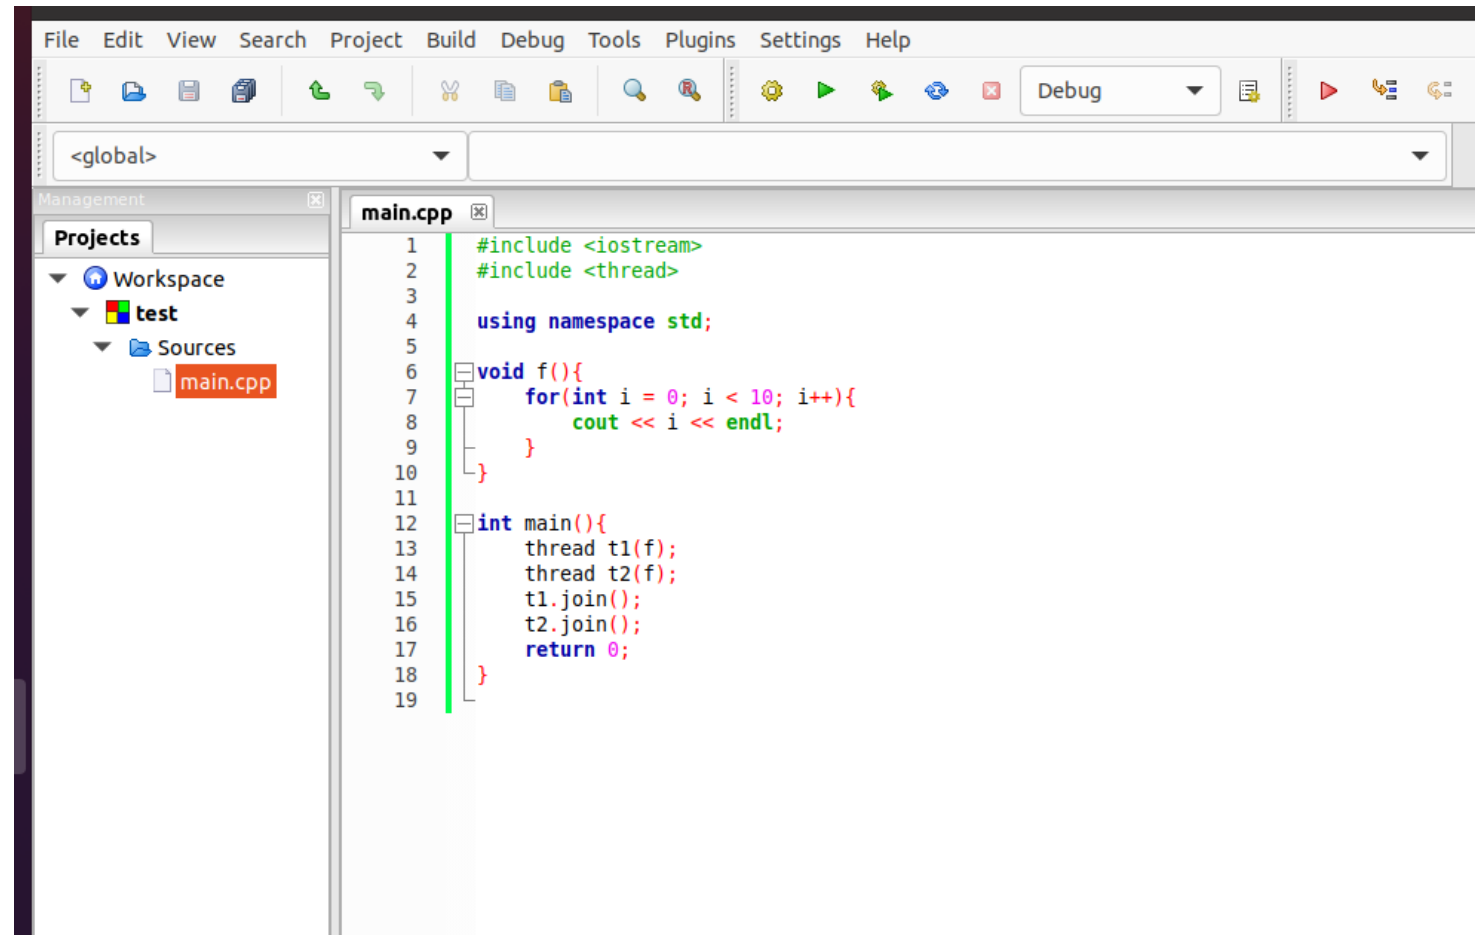 File Edit View Search Project Build Debug Tools Plugins Settings Help
Debug
<global>
Management
main.cpp
Projects
Workspace
test
Sources
main.cpp
1 #include <iostream>
2 #include <thread>
3
4 using namespace std;
5
6 void f(){
7     for(int i = 0; i < 10; i++){
8         cout << i << endl;
9     }
10 }
11
12 int main(){
13     thread t1(f);
14     thread t2(f);
15     t1.join();
16     t2.join();
17     return 0;
18 }
19